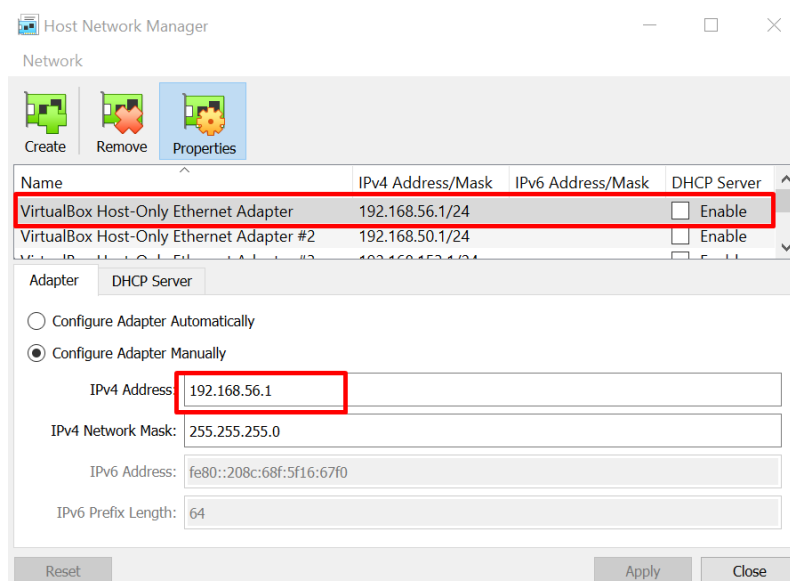 Host Network Manager
Network
Create Remove Properties
Name IPv4 Address/Mask IPv6 Address/Mask DHCP Server
VirtualBox Host-Only Ethernet Adapter 192.168.56.1/24 Enable
VirtualBox Host-Only Ethernet Adapter #2 192.168.50.1/24 Enable
Adapter DHCP Server
Configure Adapter Automatically
Configure Adapter Manually
IPv4 Address: 192.168.56.1
IPv4 Network Mask: 255.255.255.0
IPv6 Address: fe80::208c:68f:5f16:67f0
IPv6 Prefix Length: 64
Reset Apply Close